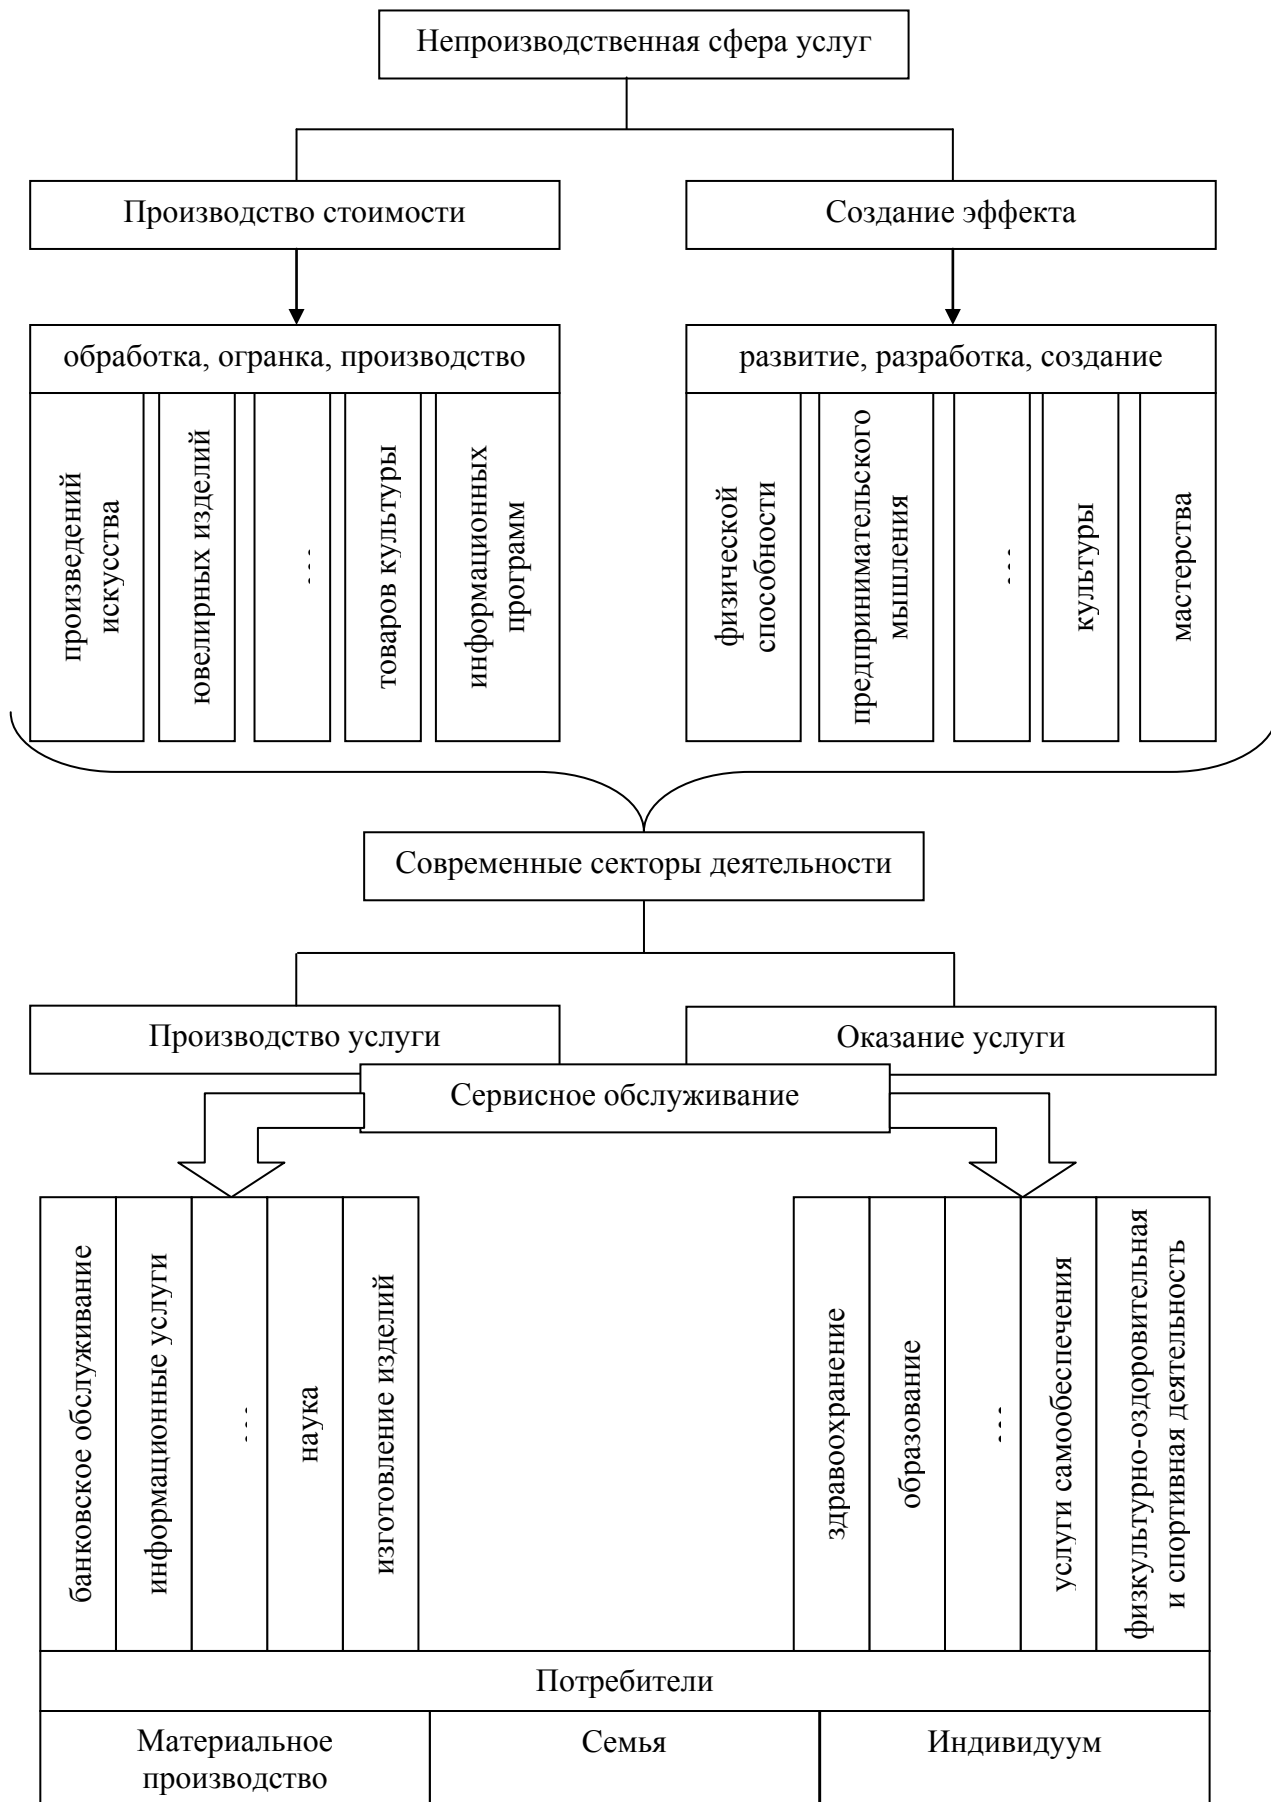 Непроизводственная сфера услуг
Производство стоимости
Создание эффекта
обработка, огранка, производство
развитие, разработка, создание
произведений
искусства
ювелирных изделий
...
товаров культуры
информационных
программ
физической
способности
предпринимательского
мышления
...
культуры
мастерства
Современные секторы деятельности
Производство услуги
Оказание услуги
Сервисное обслуживание
банковское обслуживание
информационные услуги
...
наука
изготовление изделий
здравоохранение
образование
...
услуги самообеспечения
физкультурно-оздоровительная
и спортивная деятельность
Потребители
Материальное
производство
Семья
Индивидуум